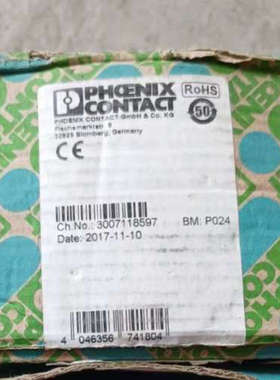 PHOENIX
CONTACT
RoHS
50
PHOENIX CONTACT GmbH & Co. KG
Flachsmarktstr. 8
32825 Blomberg, Germany
CE
Ch.No.: 3007118597
BM: P024
Date: 2017-11-10
4 046356 741804